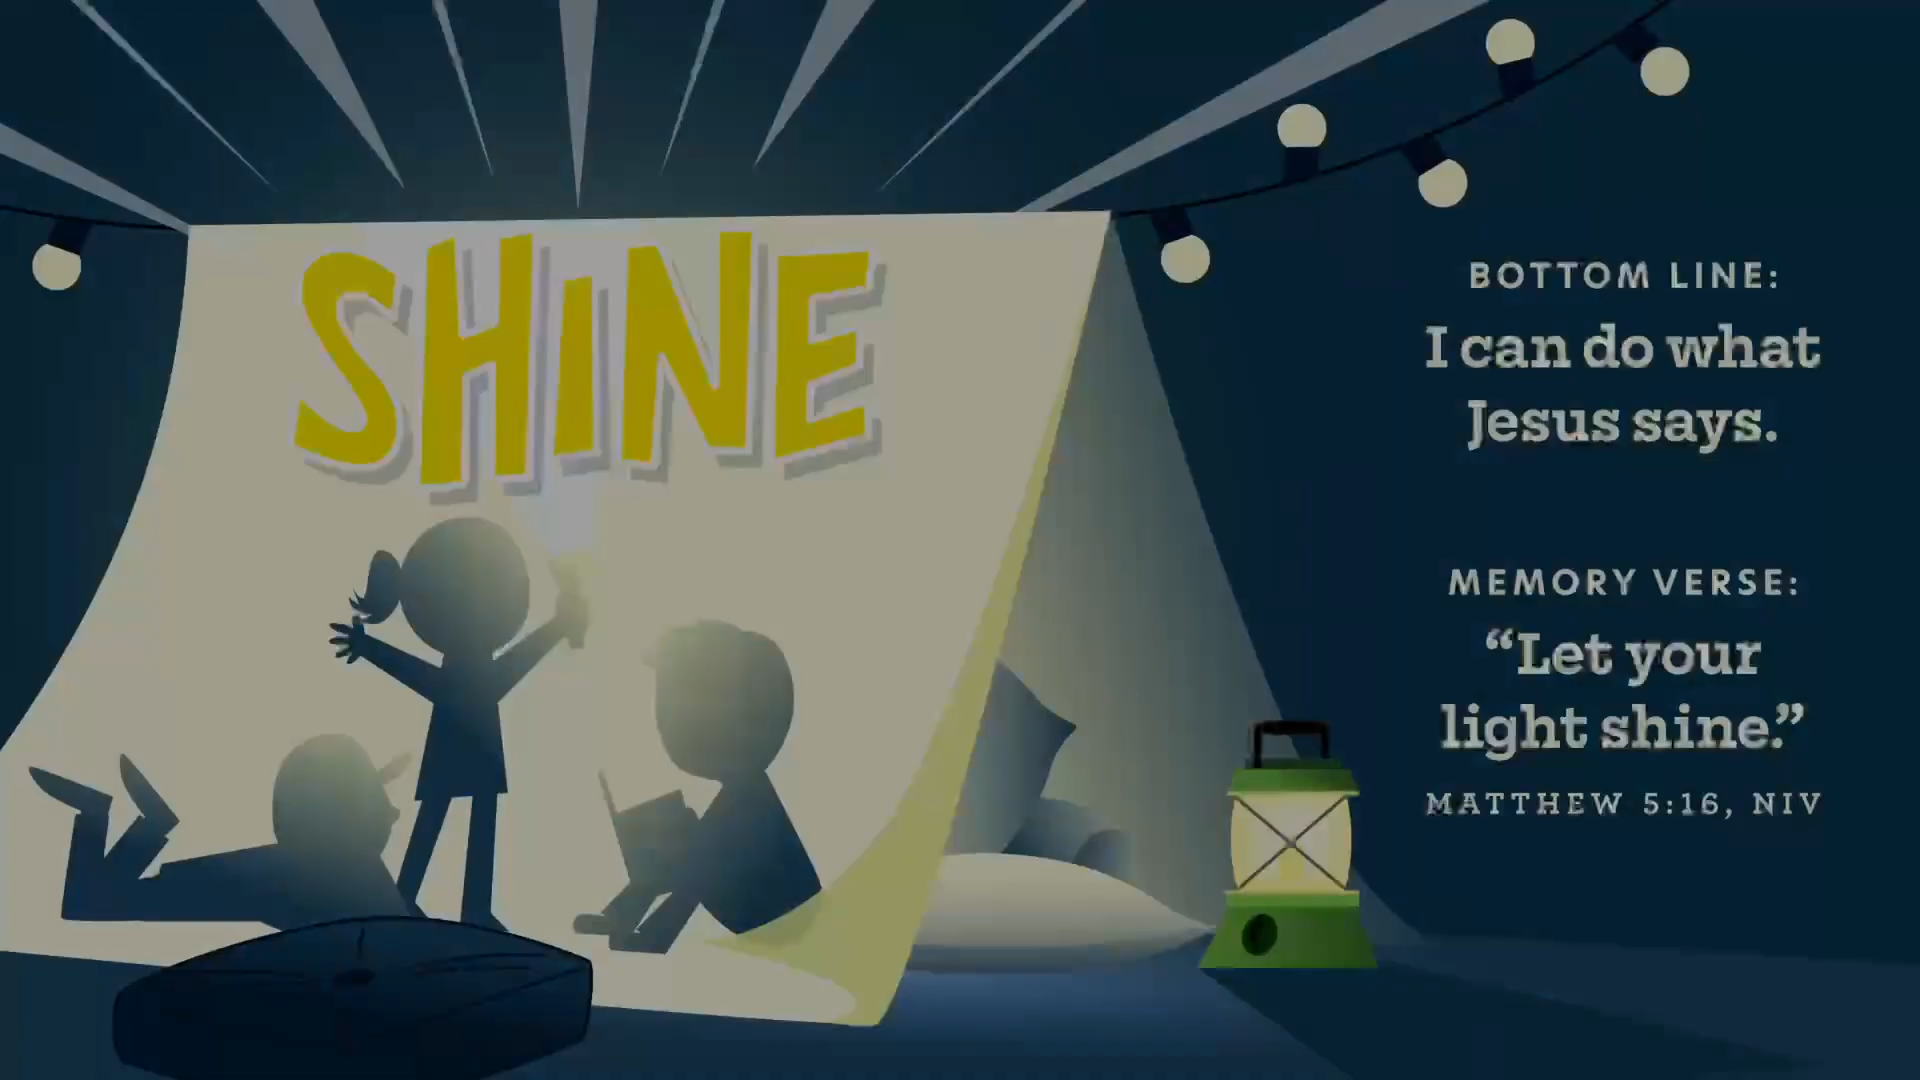 SHiNE
BOTTOM LINE:
I can do what
Jesus says.
MEMORY VERSE:
“Let your
light shine.”
MATTHEW 5:16, NIV